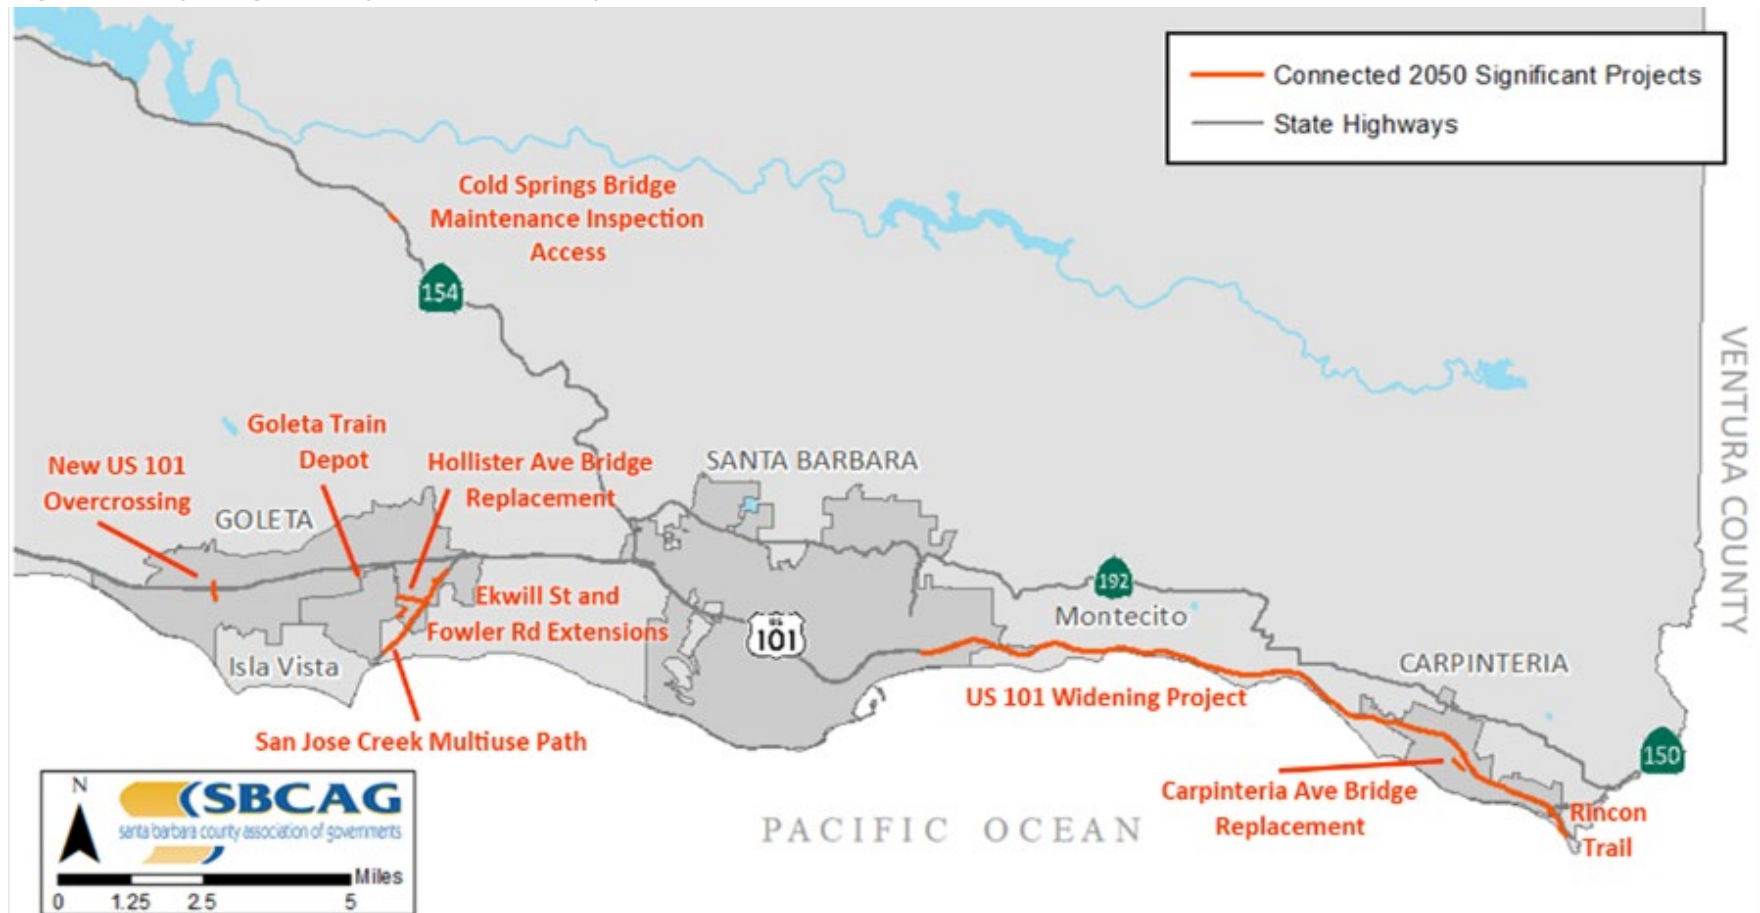 Connected 2050 Significant Projects
State Highways
Cold Springs Bridge
Maintenance Inspection
Access
154
VENTURA COUNTY
Goleta Train
Depot
New US 101
Overcrossing
Hollister Ave Bridge
Replacement
SANTA BARBARA
GOLETA
192
Ekwill St and
Fowler Rd Extensions
US
101
Montecito
Isla Vista
CARPINTERIA
US 101 Widening Project
San Jose Creek Multiuse Path
150
Carpinteria Ave Bridge
Replacement
Rincon
Trail
PACIFIC OCEAN
N
SBCAG
santa barbara county association of governments
Miles
0 1.25 2.5 5